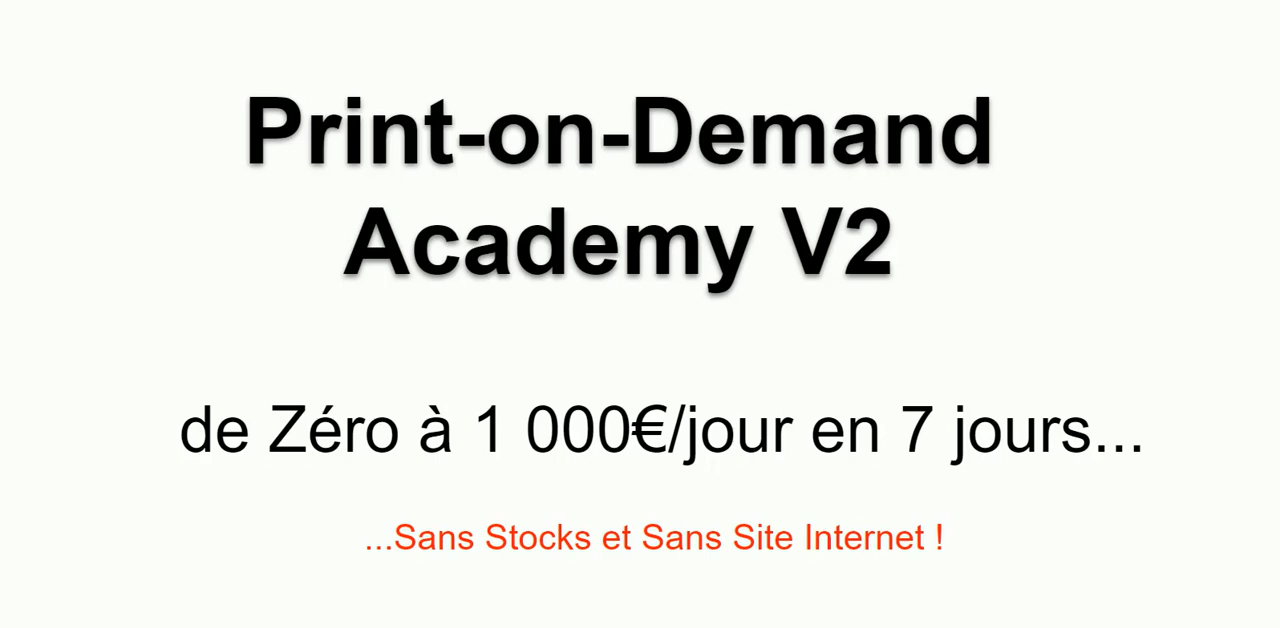 Print-on-Demand
Academy V2
de Zéro à 1 000€/jour en 7 jours...
...Sans Stocks et Sans Site Internet !